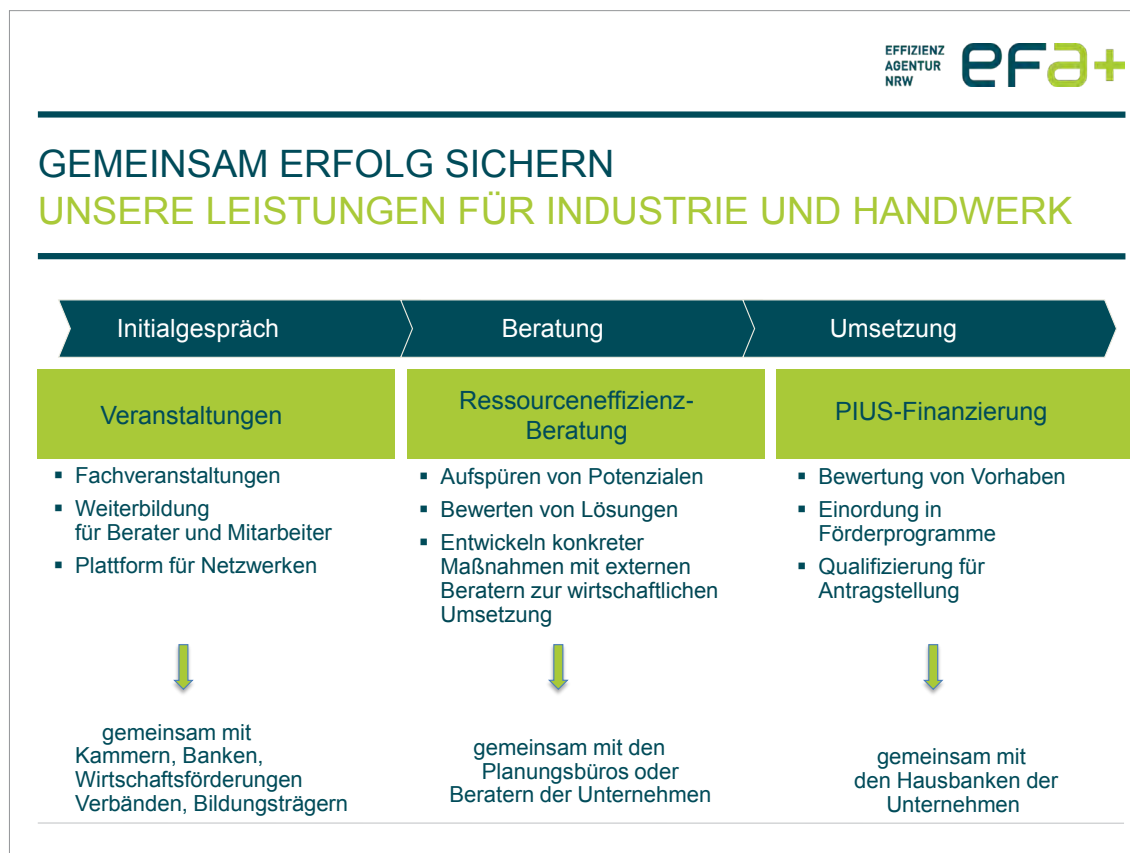 EFFIZIENZ
AGENTUR
NRW
efa+
GEMEINSAM ERFOLG SICHERN
UNSERE LEISTUNGEN FÜR INDUSTRIE UND HANDWERK
Initialgespräch
Beratung
Umsetzung
Veranstaltungen
▪ Fachveranstaltungen
▪ Weiterbildung
für Berater und Mitarbeiter
▪ Plattform für Netzwerken
gemeinsam mit
Kammern, Banken,
Wirtschaftsförderungen
Verbänden, Bildungsträgern
Ressourceneffizienz-
Beratung
▪ Aufspüren von Potenzialen
▪ Bewerten von Lösungen
▪ Entwickeln konkreter
Maßnahmen mit externen
Beratern zur wirtschaftlichen
Umsetzung
gemeinsam mit den
Planungsbüros oder
Beratern der Unternehmen
PIUS-Finanzierung
▪ Bewertung von Vorhaben
▪ Einordung in
Förderprogramme
▪ Qualifizierung für
Antragstellung
gemeinsam mit
den Hausbanken der
Unternehmen